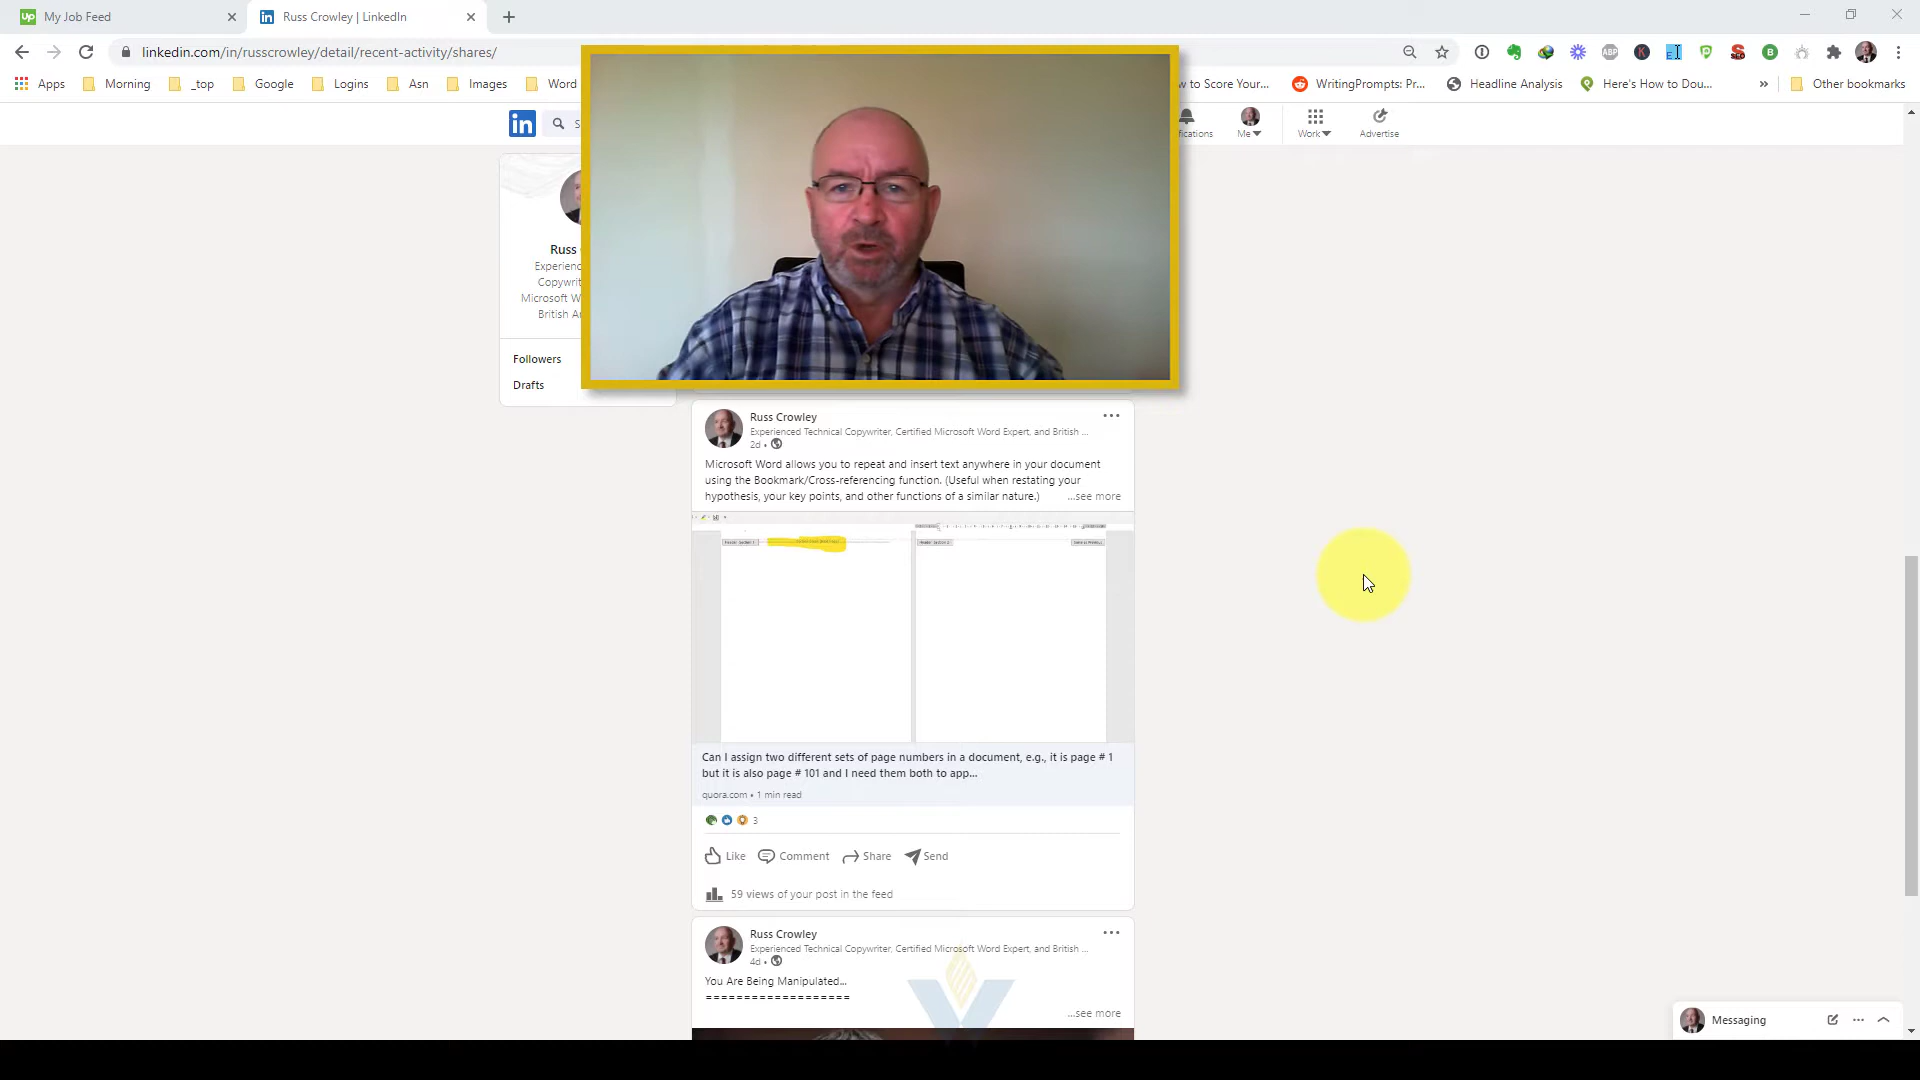 Up My Job Feed
in Russ Crowley | LinkedIn
linkedin.com/in/russcrowley/detail/recent-activity/shares/
ABP
K
SEO
B
Apps
Morning
_top
Google
Logins
Asn
Images
Word
w to Score Your...
WritingPrompts: Pr...
Headline Analysis
Here's How to Dou...
»
Other bookmarks
in
S
ications
Me
Work
Advertise
Russ
Experienc
Copywrit
Microsoft W
British A
Followers
Drafts
Russ Crowley
Experienced Technical Copywriter, Certified Microsoft Word Expert, and British ...
2d •
Microsoft Word allows you to repeat and insert text anywhere in your document
using the Bookmark/Cross-referencing function. (Useful when restating your
hypothesis, your key points, and other functions of a similar nature.) ...see more
Can I assign two different sets of page numbers in a document, e.g., it is page # 1
but it is also page # 101 and I need them both to app...
quora.com • 1 min read
3
Like
Comment
Share
Send
59 views of your post in the feed
Russ Crowley
Experienced Technical Copywriter, Certified Microsoft Word Expert, and British ...
4d •
You Are Being Manipulated...
===================
...see more
Messaging